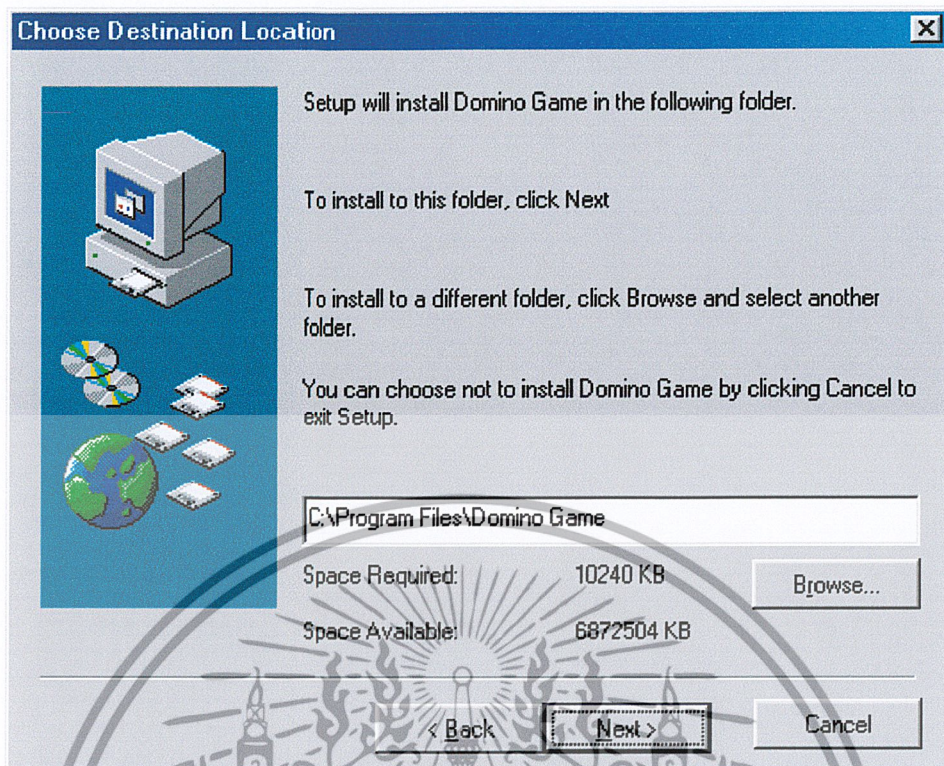 Choose Destination Location
Setup will install Domino Game in the following folder.
To install to this folder, click Next
To install to a different folder, click Browse and select another
folder.
You can choose not to install Domino Game by clicking Cancel to
exit Setup.
C:\Program Files\Domino Game
Space Required: 10240 KB
Browse...
Space Available: 6872504 KB
< Back Next > Cancel